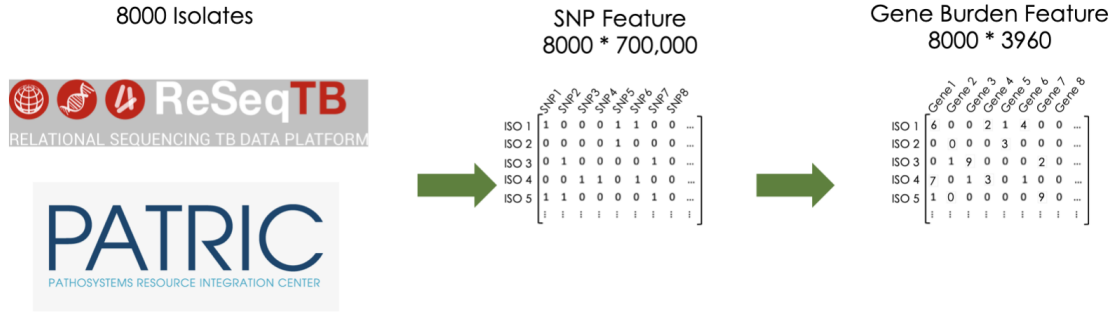 8000 Isolates
ReSeqTB
RELATIONAL SEQUENCING TB DATA PLATFORM
PATRIC
PATHOSYSTEMS RESOURCE INTEGRATION CENTER
SNP Feature
8000 * 700,000
SNP1 SNP2 SNP3 SNP4 SNP5 SNP6 SNP7 SNP8
ISO 1 1 0 0 0 1 1 0 0 ...
ISO 2 0 0 0 0 1 0 0 0 ...
ISO 3 0 1 0 0 0 0 1 0 ...
ISO 4 0 0 1 1 0 1 0 0 ...
ISO 5 1 1 0 0 0 0 1 0 ...
Gene Burden Feature
8000 * 3960
Gene1 Gene 2 Gene 3 Gene 4 Gene 5 Gene 6 Gene 7 Gene 8
ISO 1 6 0 0 2 1 4 0 0 ...
ISO 2 0 0 0 0 3 0 0 0 ...
ISO 3 0 1 9 0 0 0 2 0 ...
ISO 4 7 0 1 3 0 1 0 0 ...
ISO 5 1 0 0 0 0 0 9 0 ...